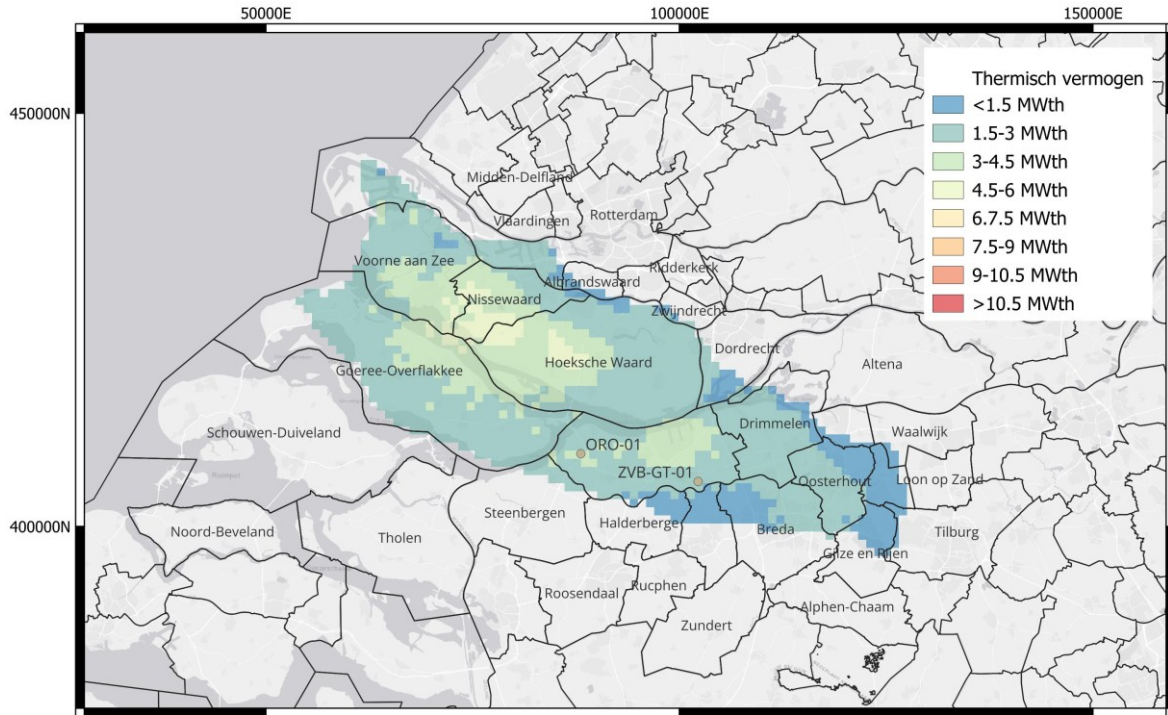 50000E
100000E
150000E
450000N
400000N
Thermisch vermogen
<1.5 MWth
1.5-3 MWth
3-4.5 MWth
4.5-6 MWth
6.7.5 MWth
7.5-9 MWth
9-10.5 MWth
>10.5 MWth
Midden-Delfland
Vlaardingen
Rotterdam
Voorne aan Zee
Ridderkerk
Albrandswaard
Nissewaard
Zwijndrecht
Dordrecht
Hoeksche Waard
Altena
Goeree-Overflakkee
Drimmelen
Schouwen-Duiveland
Waalwijk
ORO-01
ZVB-GT-01
Loon op Zand
Oosterhout
Steenbergen
Halderberge
Breda
Noord-Beveland
Tholen
Tilburg
Gilze en Rijen
Roosendaal
Rucphen
Alphen-Chaam
Zundert